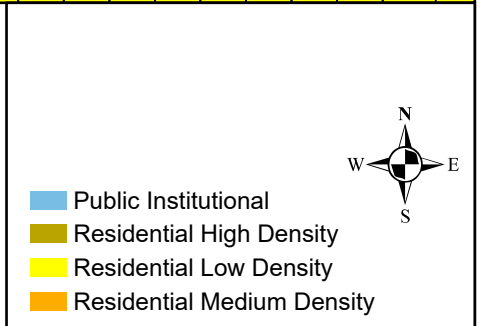 N
W E
S
Public Institutional
Residential High Density
Residential Low Density
Residential Medium Density